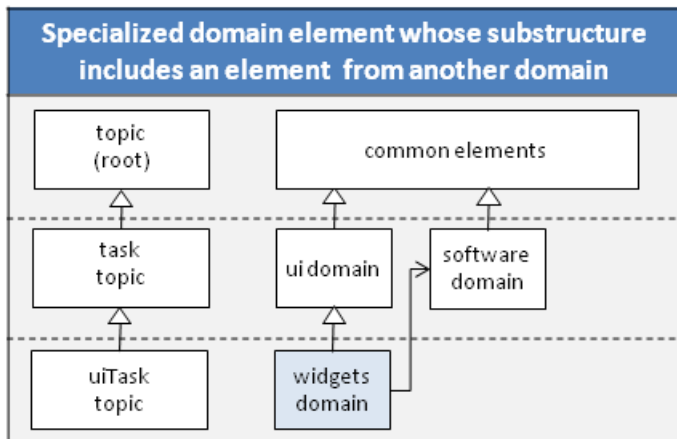 Specialized domain element whose substructure
includes an element from another domain
topic
(root)
common elements
task
topic
ui domain
software
domain
uiTask
topic
widgets
domain